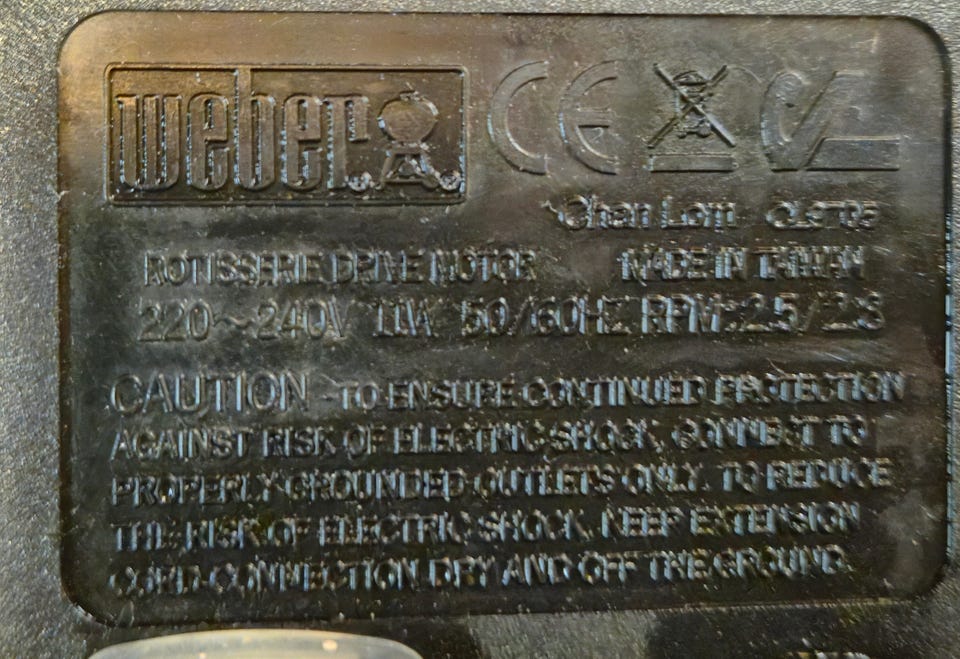 weber
CE
Chan Lom
ROTISSERIE DRIVE MOTOR MADE IN TAIWAN
220~240V 11W 50/60HZ RPM:2.5/2.8
CAUTION - TO ENSURE CONTINUED PROTECTION
AGAINST RISK OF ELECTRIC SHOCK, CONNECT TO
PROPERLY GROUNDED OUTLETS ONLY. TO REDUCE
THE RISK OF ELECTRIC SHOCK, KEEP EXTENSION
CORD CONNECTION DRY AND OFF THE GROUND.